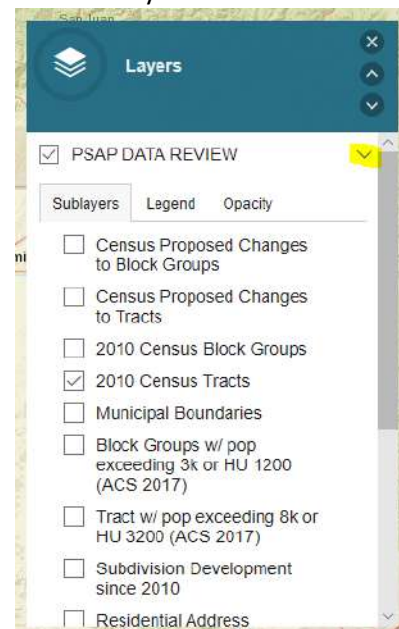 San Juan
Layers
PSAP DATA REVIEW
Sublayers Legend Opacity
Census Proposed Changes
to Block Groups
Census Proposed Changes
to Tracts
mi
2010 Census Block Groups
2010 Census Tracts
Municipal Boundaries
Block Groups w/ pop
exceeding 3k or HU 1200
(ACS 2017)
Tract w/ pop exceeding 8k or
HU 3200 (ACS 2017)
Subdivision Development
since 2010
Residential Address